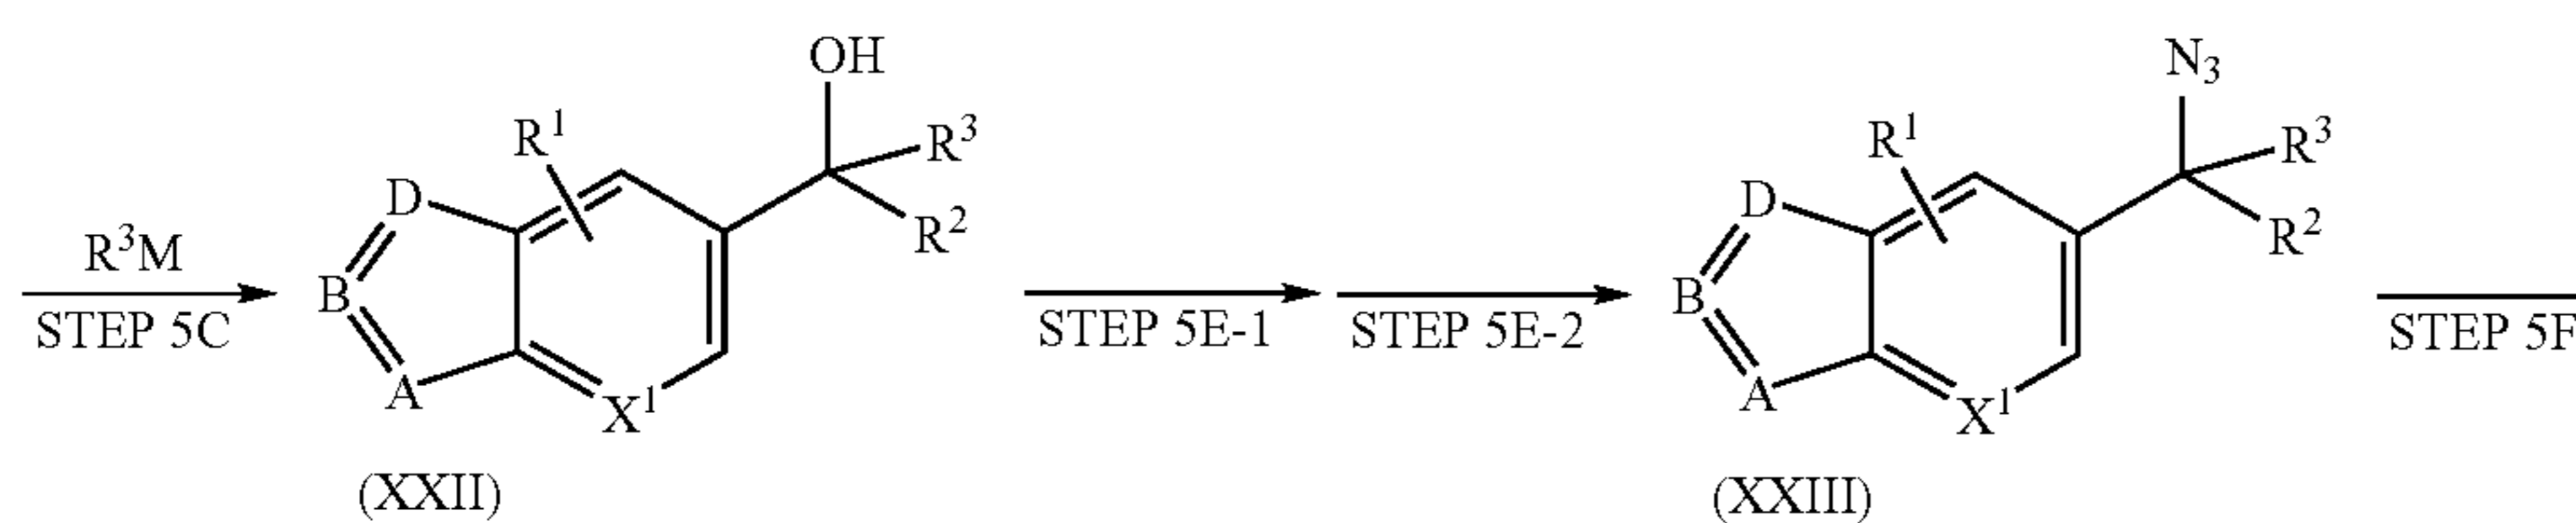 R³M
STEP 5C
OH
R¹
R³
D
R²
B
A
X¹
(XXII)
STEP 5E-1
STEP 5E-2
N₃
R¹
R³
D
R²
B
A
X¹
(XXIII)
STEP 5F